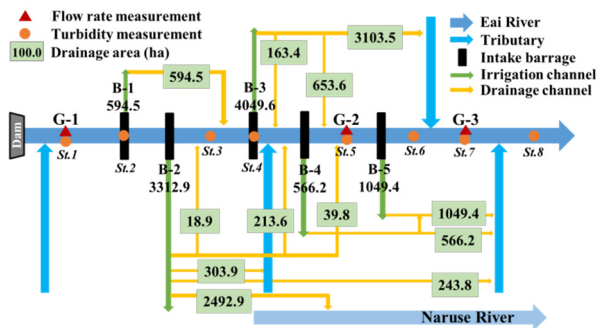 Flow rate measurement
Turbidity measurement
100.0 Drainage area (ha)
Eai River
Tributary
Intake barrage
Irrigation channel
Drainage channel
3103.5
163.4
594.5
653.6
B-1
594.5
B-3
4049.6
G-1
G-2
G-3
Dam
St.1
St.2
St.3
St.4
St.5
St.6
St.7
St.8
B-2
3312.9
B-4
566.2
B-5
1049.4
18.9
213.6
39.8
1049.4
566.2
303.9
243.8
2492.9
Naruse River